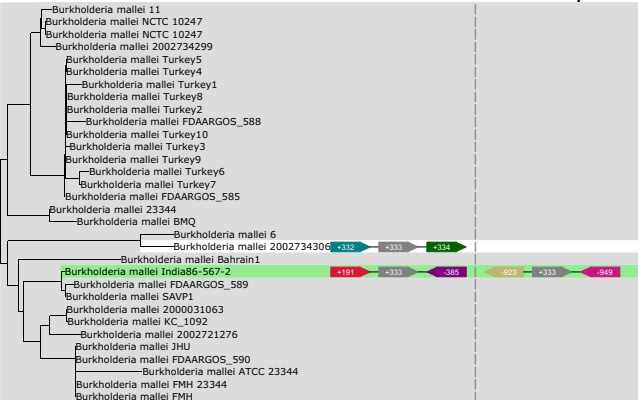 Burkholderia mallei 11
Burkholderia mallei NCTC 10247
Burkholderia mallei NCTC 10247
Burkholderia mallei 2002734299
Burkholderia mallei Turkey5
Burkholderia mallei Turkey4
Burkholderia mallei Turkey1
Burkholderia mallei Turkey8
Burkholderia mallei Turkey2
Burkholderia mallei FDAARGOS_588
Burkholderia mallei Turkey10
Burkholderia mallei Turkey3
Burkholderia mallei Turkey9
Burkholderia mallei Turkey6
Burkholderia mallei Turkey7
Burkholderia mallei FDAARGOS_585
Burkholderia mallei 23344
Burkholderia mallei BMQ
Burkholderia mallei 6
Burkholderia mallei 2002734306 +332 +333 +334
Burkholderia mallei Bahrain1
Burkholderia mallei India86-567-2 +191 +333 -385 -923 +333 -949
Burkholderia mallei FDAARGOS_589
Burkholderia mallei SAVP1
Burkholderia mallei 2000031063
Burkholderia mallei KC_1092
Burkholderia mallei 2002721276
Burkholderia mallei JHU
Burkholderia mallei FDAARGOS_590
Burkholderia mallei ATCC 23344
Burkholderia mallei FMH 23344
Burkholderia mallei FMH